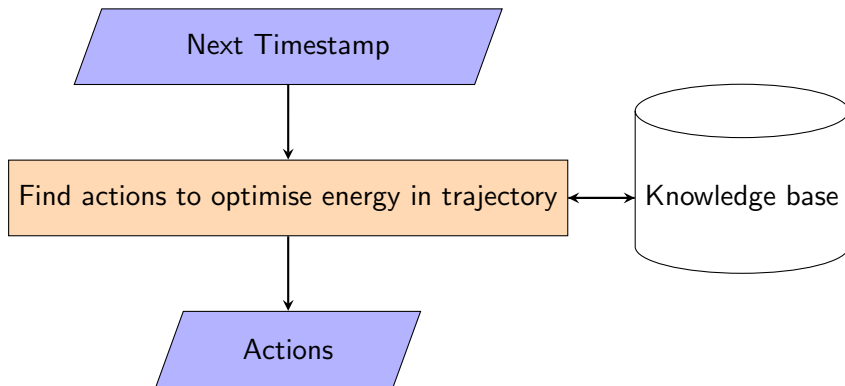 Next Timestamp
Find actions to optimise energy in trajectory
Knowledge base
Actions